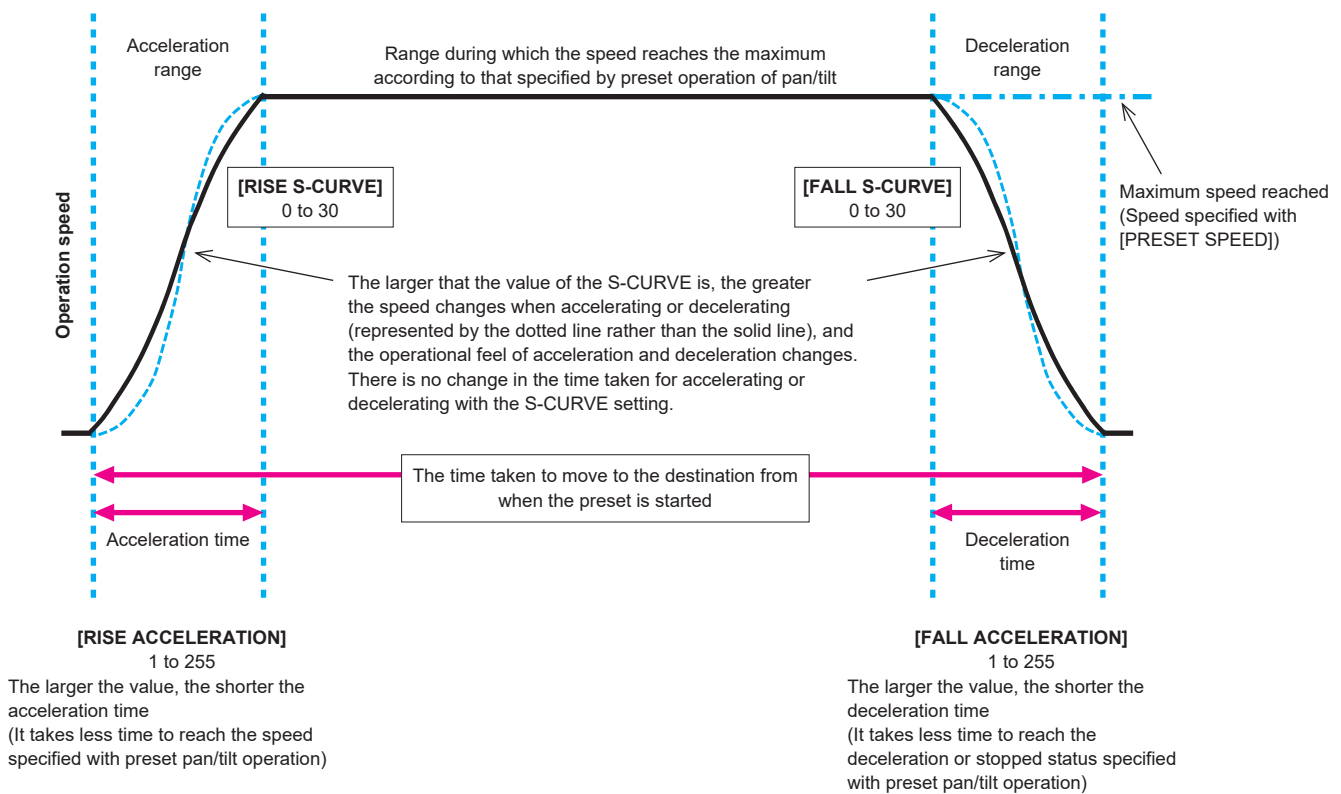 Acceleration
range
Range during which the speed reaches the maximum
according to that specified by preset operation of pan/tilt
Deceleration
range
Operation speed
[RISE S-CURVE]
0 to 30
[FALL S-CURVE]
0 to 30
Maximum speed reached
(Speed specified with
[PRESET SPEED])
The larger that the value of the S-CURVE is, the greater
the speed changes when accelerating or decelerating
(represented by the dotted line rather than the solid line), and
the operational feel of acceleration and deceleration changes.
There is no change in the time taken for accelerating or
decelerating with the S-CURVE setting.
The time taken to move to the destination from
when the preset is started
Acceleration time
Deceleration
time
[RISE ACCELERATION]
1 to 255
The larger the value, the shorter the
acceleration time
(It takes less time to reach the speed
specified with preset pan/tilt operation)
[FALL ACCELERATION]
1 to 255
The larger the value, the shorter the
deceleration time
(It takes less time to reach the
deceleration or stopped status specified
with preset pan/tilt operation)